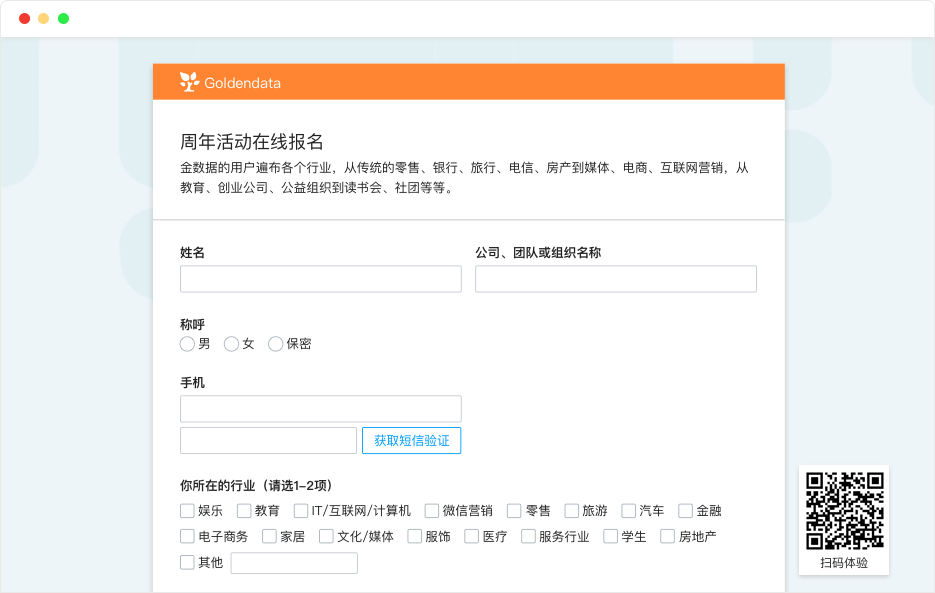 Goldendata
周年活动在线报名
金数据的用户遍布各个行业，从传统的零售、银行、旅行、电信、房产到媒体、电商、互联网营销，从
教育、创业公司、公益组织到读书会、社团等等。
姓名 公司、团队或组织名称
称呼
男 女 保密
手机
获取短信验证
你所在的行业（请选1-2项）
娱乐 教育 IT/互联网/计算机 微信营销 零售 旅游 汽车 金融
电子商务 家居 文化/媒体 服饰 医疗 服务行业 学生 房地产
其他
扫码体验